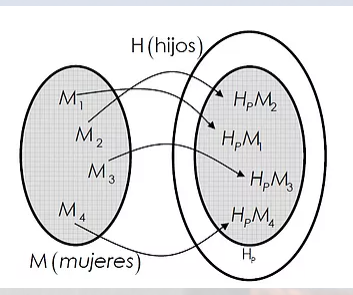 H (hijos)
M₁
HₚM₂
M₂
HₚM₁
M₃
HₚM₃
M₄
HₚM₄
Hₚ
M (mujeres)